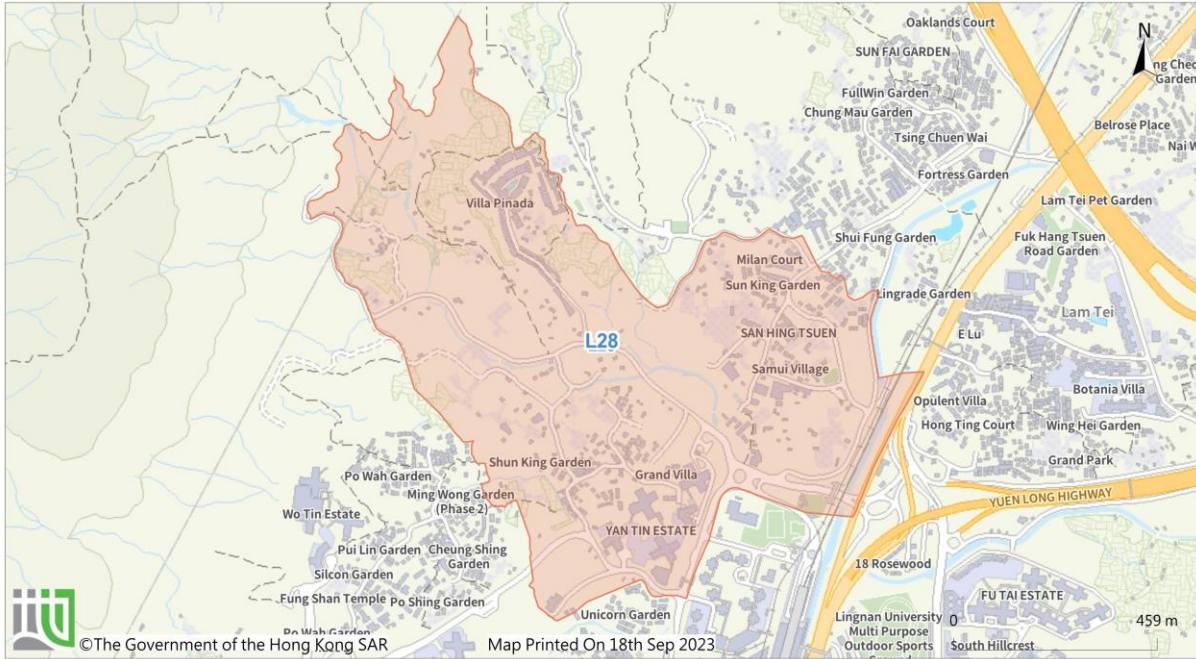 Oaklands Court
N
SUN FAI GARDEN
Garden
FullWin Garden
Chung Mau Garden
Belrose Place
Tsing Chuen Wai
Fortress Garden
Villa Pinada
Lam Tei Pet Garden
Shui Fung Garden
Fuk Hang Tsuen
Road Garden
Milan Court
Sun King Garden
Lingrade Garden
Lam Tei
SAN HING TSUEN
E Lu
L28
Samui Village
Botania Villa
Opulent Villa
Hong Ting Court
Wing Hei Garden
Grand Park
Shun King Garden
Grand Villa
Po Wah Garden
Ming Wong Garden
(Phase 2)
YUEN LONG HIGHWAY
Wo Tin Estate
YAN TIN ESTATE
Pui Lin Garden
Cheung Shing
Garden
18 Rosewood
Silcon Garden
Fung Shan Temple
Po Shing Garden
FU TAI ESTATE
Unicorn Garden
Lingnan University
Multi Purpose
Outdoor Sports
0
459 m
Po Wah Garden
South Hillcrest
©The Government of the Hong Kong SAR
Map Printed On 18th Sep 2023